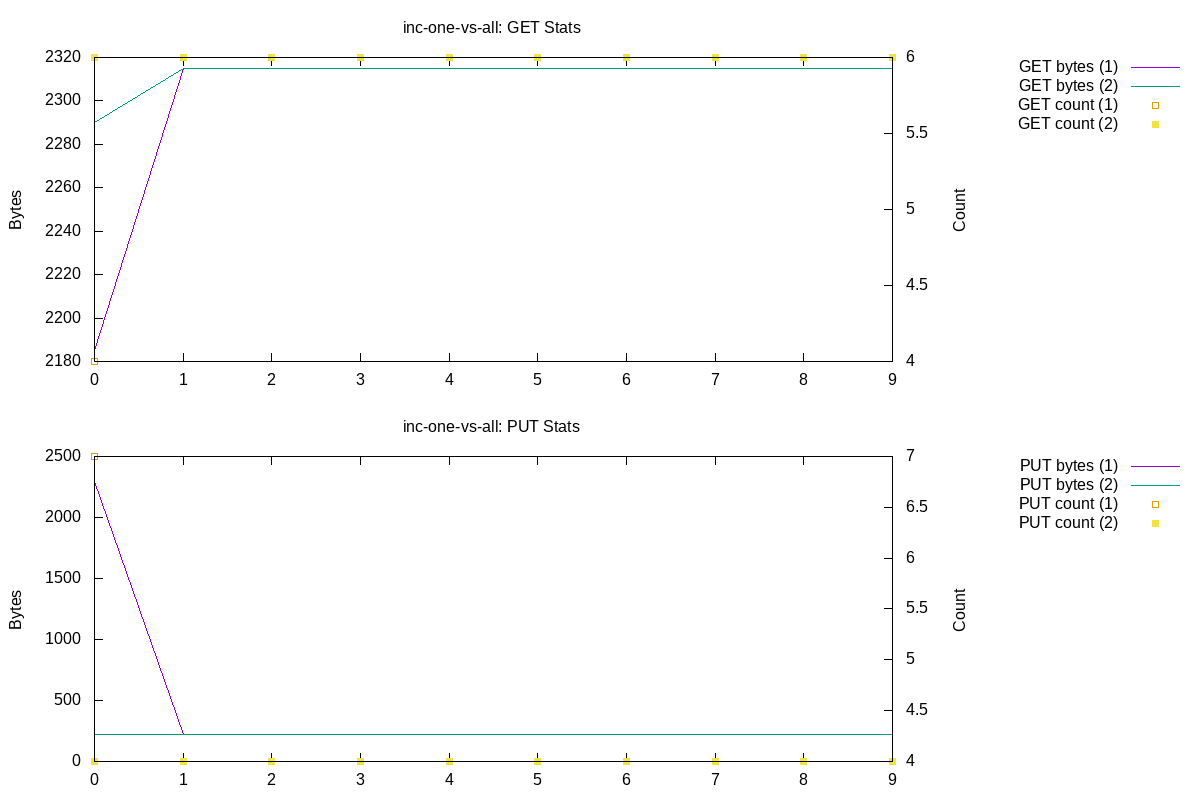 inc-one-vs-all: GET Stats
2320
2300
2280
2260
2240
2220
2200
2180
Bytes
6
5.5
5
4.5
4
Count
0 1 2 3 4 5 6 7 8 9
GET bytes (1)
GET bytes (2)
GET count (1)
GET count (2)
inc-one-vs-all: PUT Stats
2500
2000
1500
1000
500
0
Bytes
7
6.5
6
5.5
5
4.5
4
Count
0 1 2 3 4 5 6 7 8 9
PUT bytes (1)
PUT bytes (2)
PUT count (1)
PUT count (2)